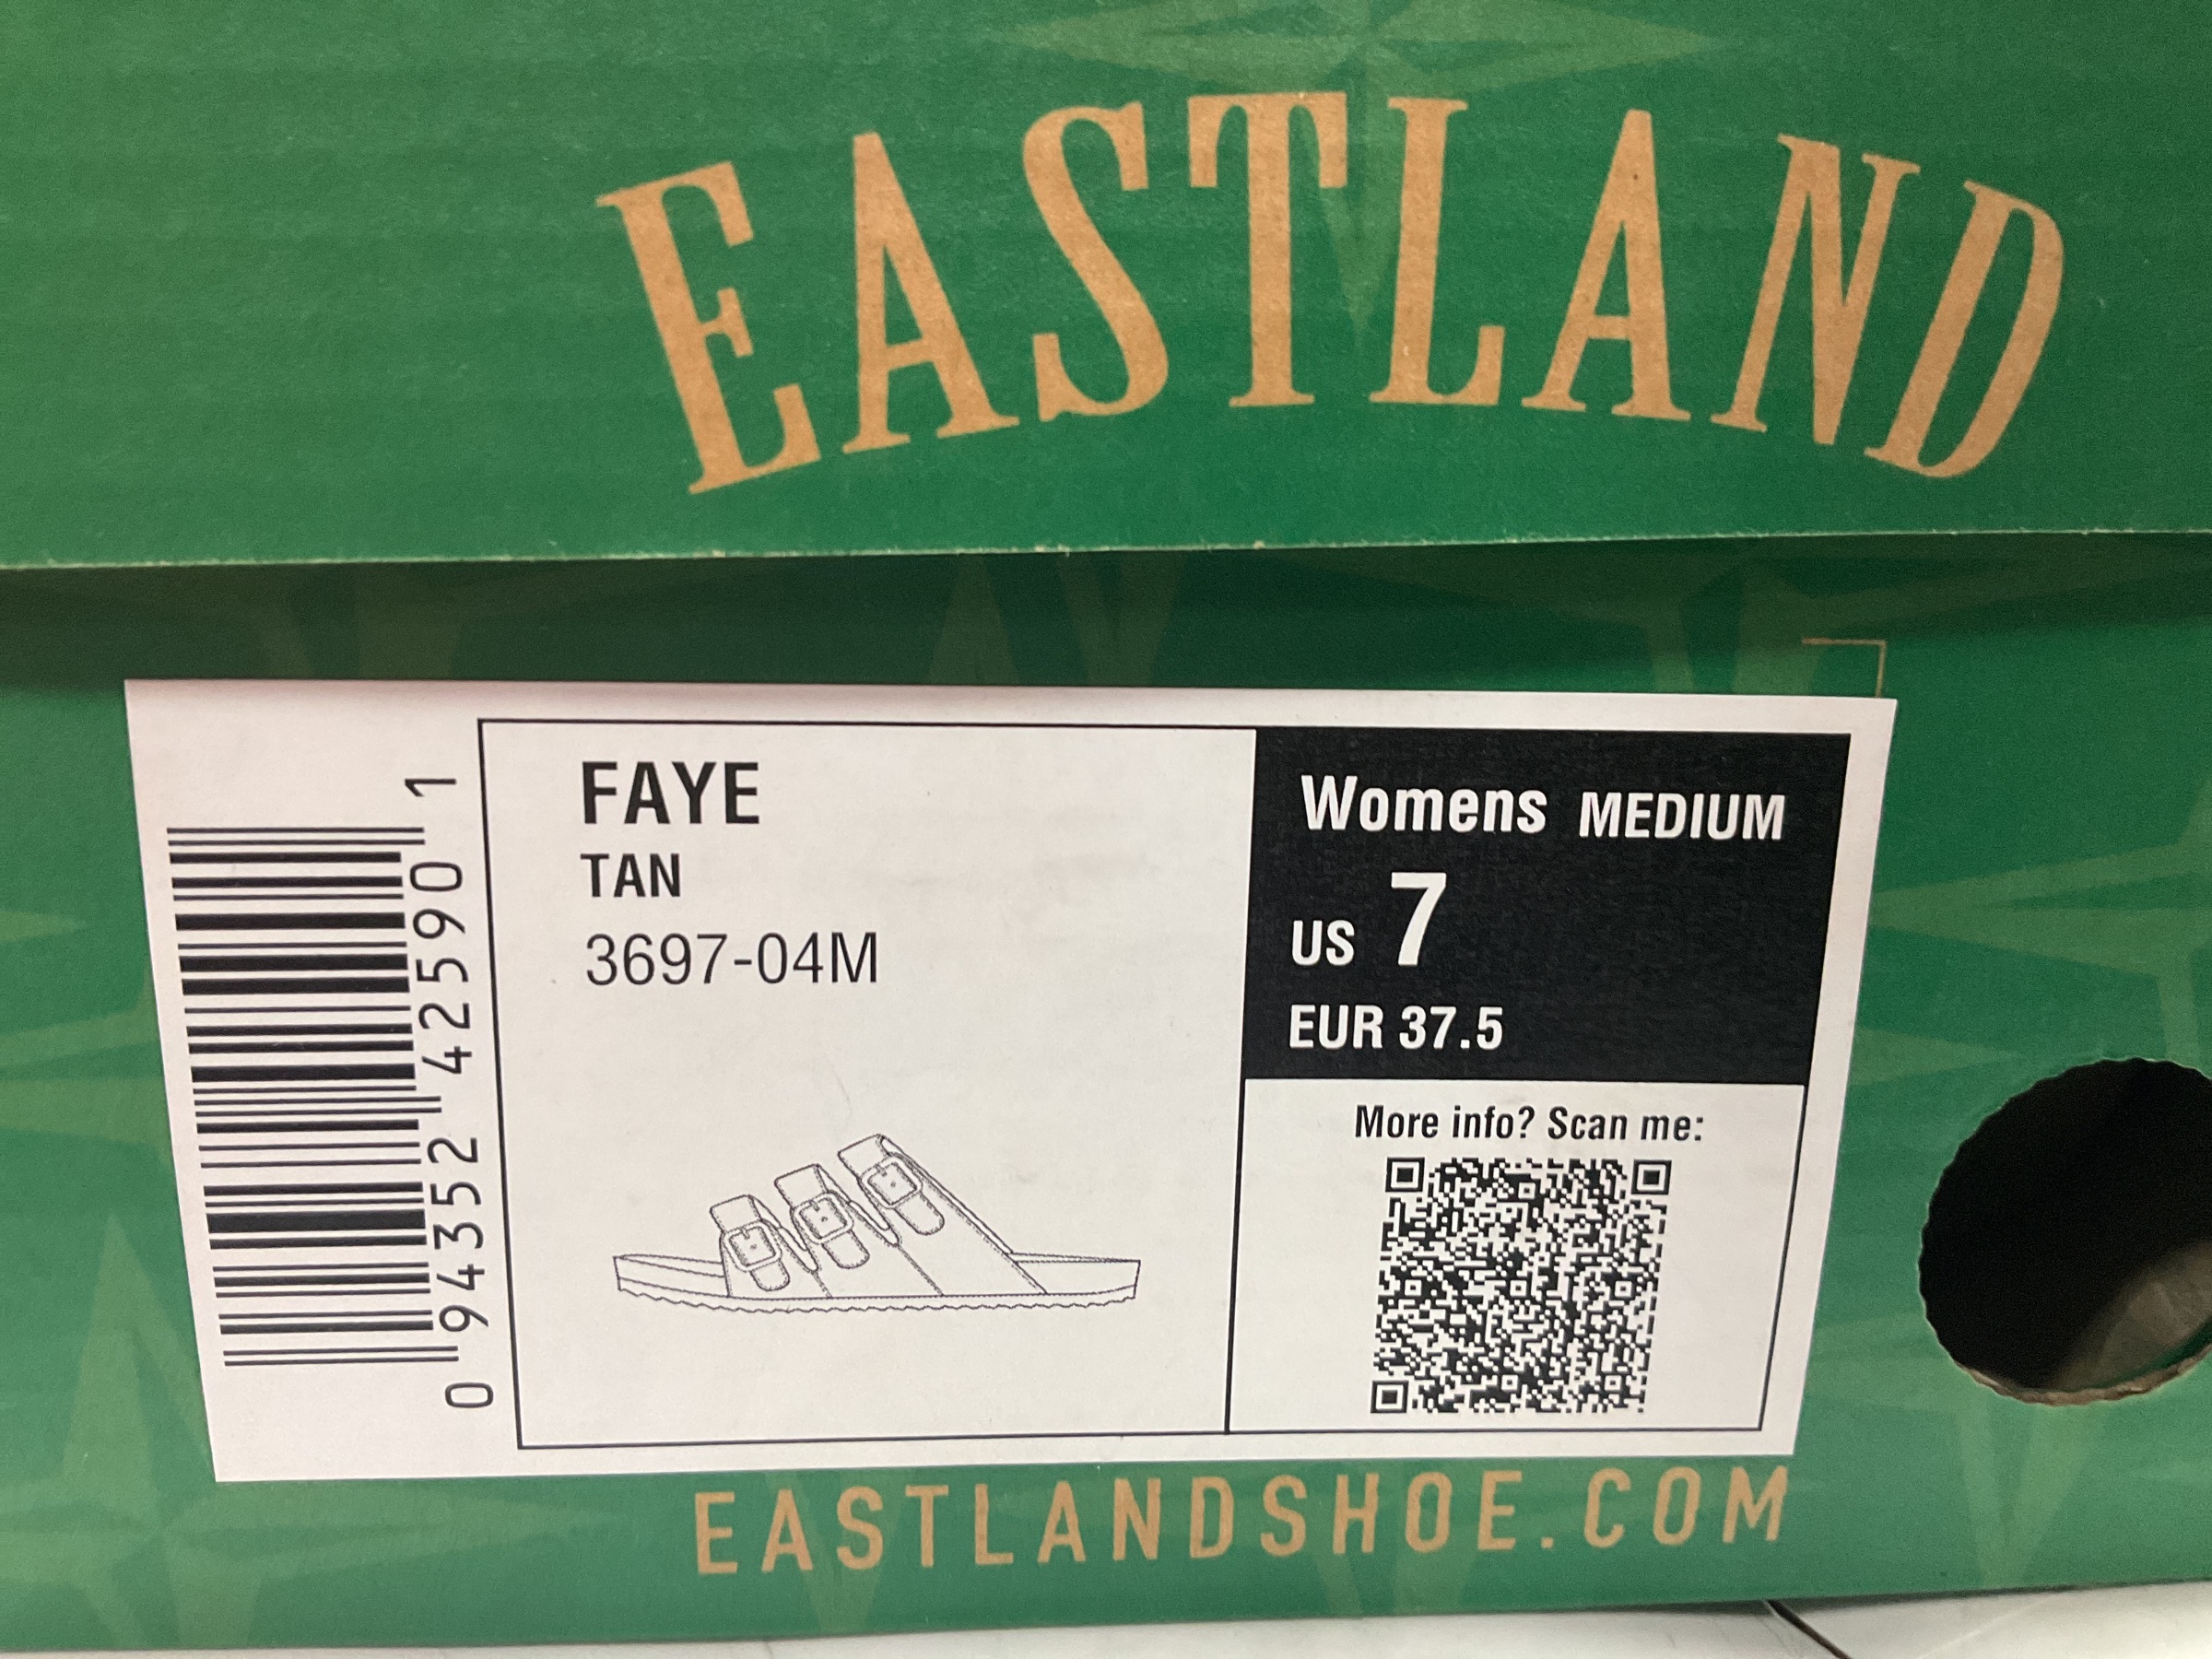 EASTLAND
FAYE
TAN
3697-04M
Womens MEDIUM
US 7
EUR 37.5
More info? Scan me:
0 94352 42590 1
EASTLANDSHOE.COM